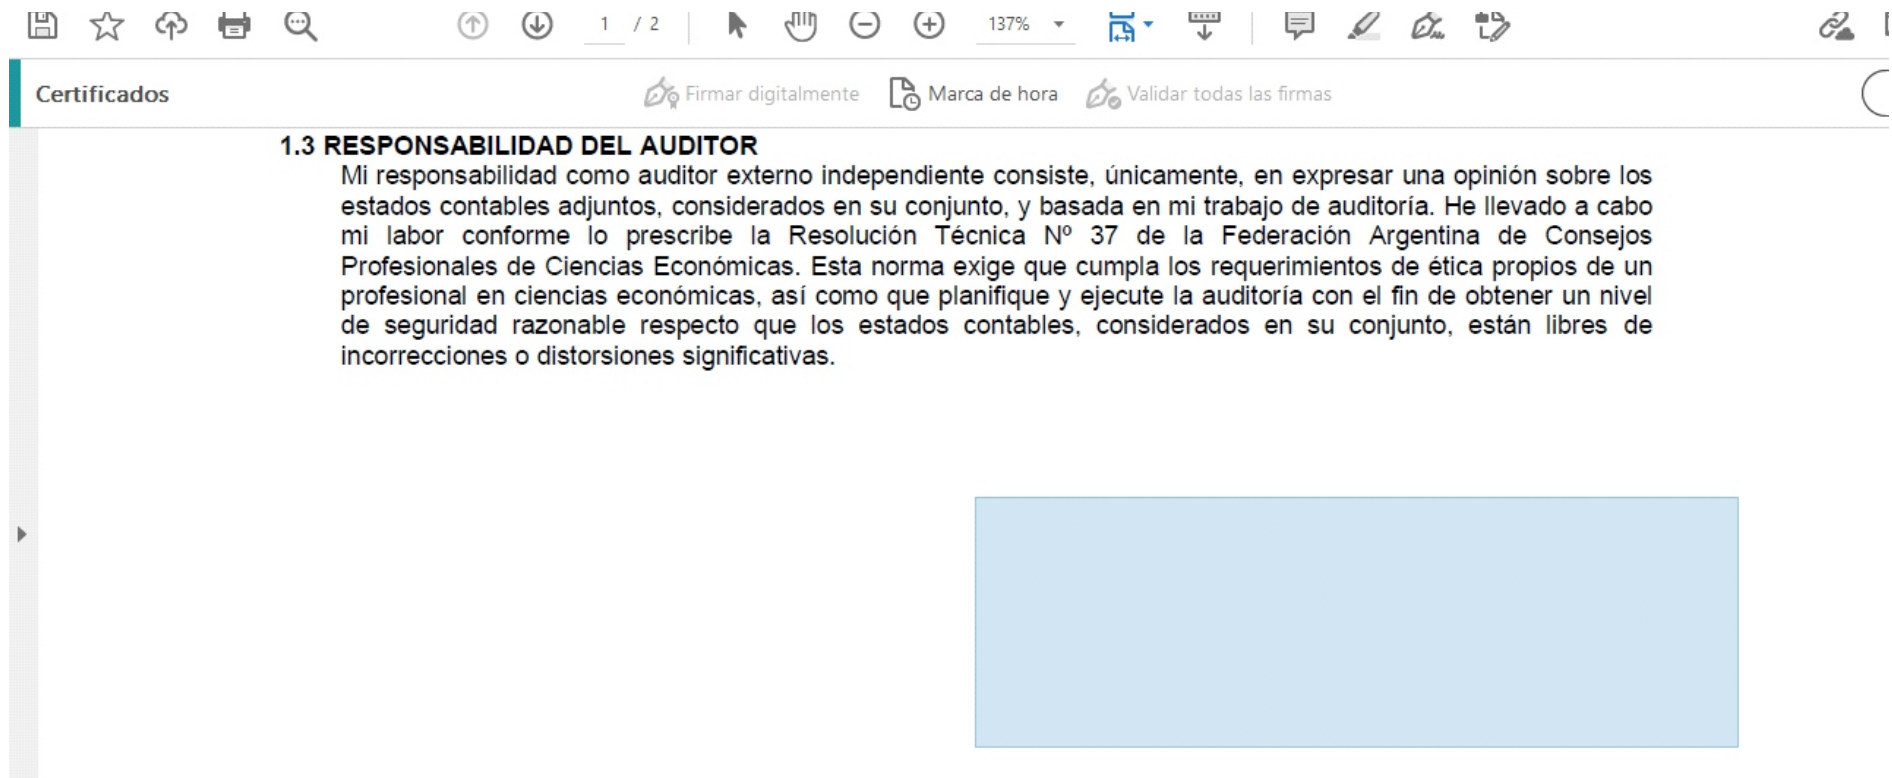 1 / 2
137%
Certificados
Firmar digitalmente
Marca de hora
Validar todas las firmas
1.3 RESPONSABILIDAD DEL AUDITOR
Mi responsabilidad como auditor externo independiente consiste, únicamente, en expresar una opinión sobre los
estados contables adjuntos, considerados en su conjunto, y basada en mi trabajo de auditoría. He llevado a cabo
mi labor conforme lo prescribe la Resolución Técnica Nº 37 de la Federación Argentina de Consejos
Profesionales de Ciencias Económicas. Esta norma exige que cumpla los requerimientos de ética propios de un
profesional en ciencias económicas, así como que planifique y ejecute la auditoría con el fin de obtener un nivel
de seguridad razonable respecto que los estados contables, considerados en su conjunto, están libres de
incorrecciones o distorsiones significativas.